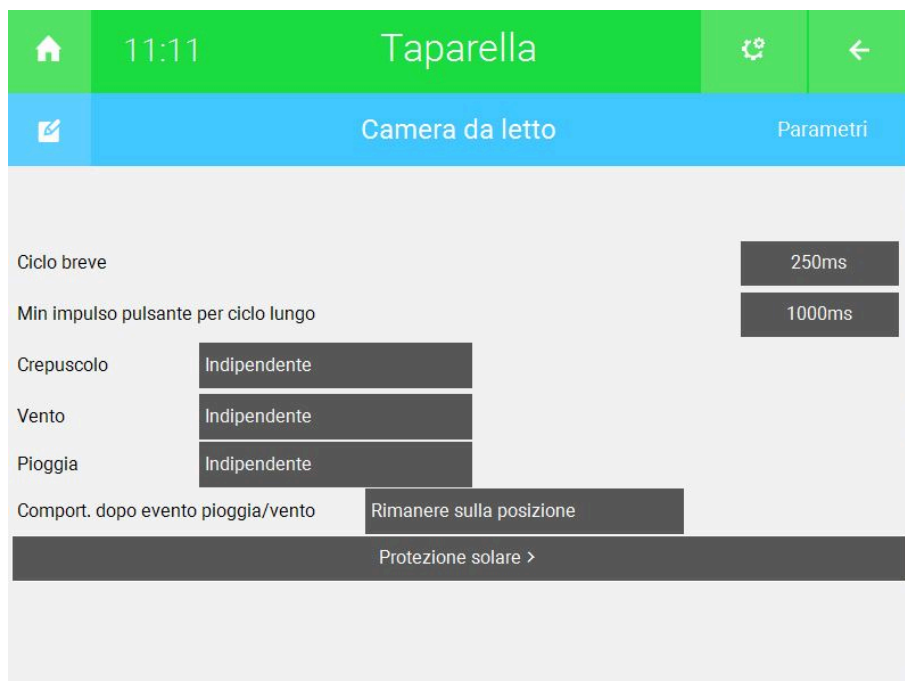 11:11 Taparella
Camera da letto Parametri
Ciclo breve 250ms
Min impulso pulsante per ciclo lungo 1000ms
Crepuscolo Indipendente
Vento Indipendente
Pioggia Indipendente
Comport. dopo evento pioggia/vento Rimanere sulla posizione
Protezione solare >